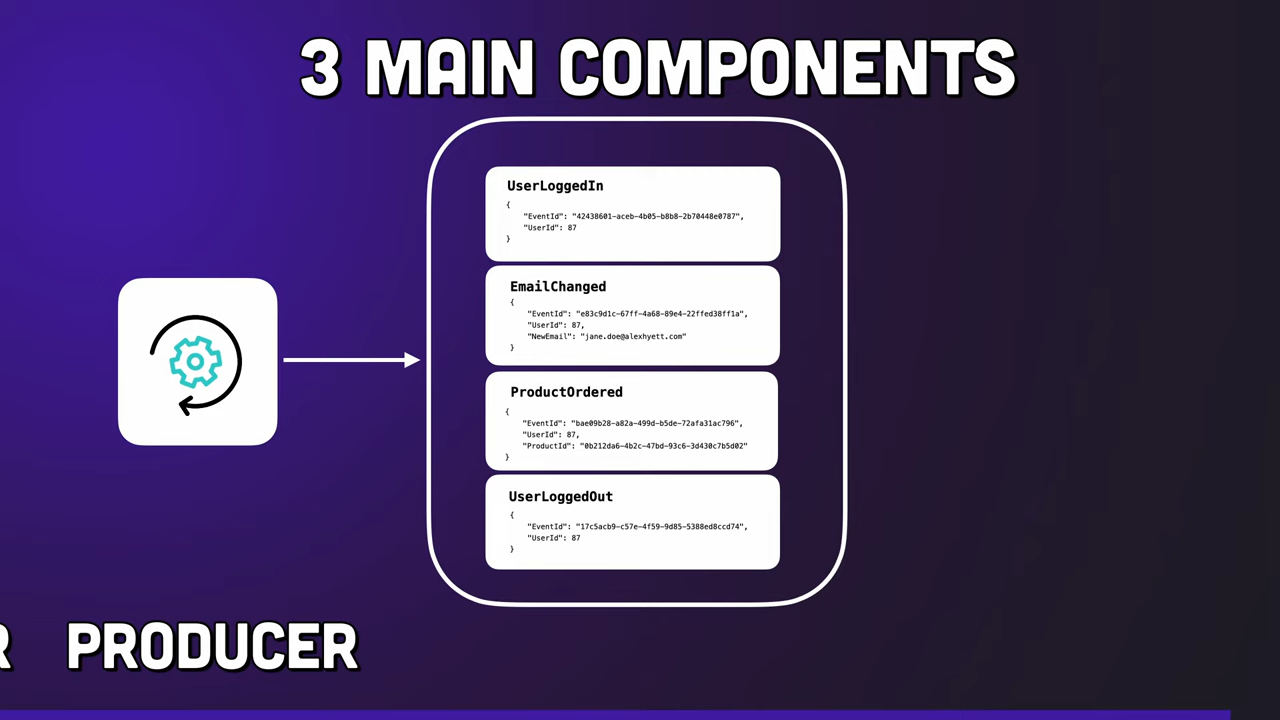 3 MAIN COMPONENTS
UserLoggedIn
{
"EventId": "42438601-aceb-4b05-b8b8-2b70448e0787",
"UserId": 87
}
EmailChanged
{
"EventId": "e83c9d1c-67ff-4a68-89e4-22ffed38ff1a",
"UserId": 87,
"NewEmail": "jane.doe@alexhyett.com"
}
ProductOrdered
{
"EventId": "bae09b28-a82a-499d-b5de-72afa31ac796",
"UserId": 87,
"ProductId": "0b212da6-4b2c-47bd-93c6-3d430c7b5d02"
}
UserLoggedOut
{
"EventId": "17c5acb9-c57e-4f59-9d85-5388ed8ccd74",
"UserId": 87
}
R PRODUCER